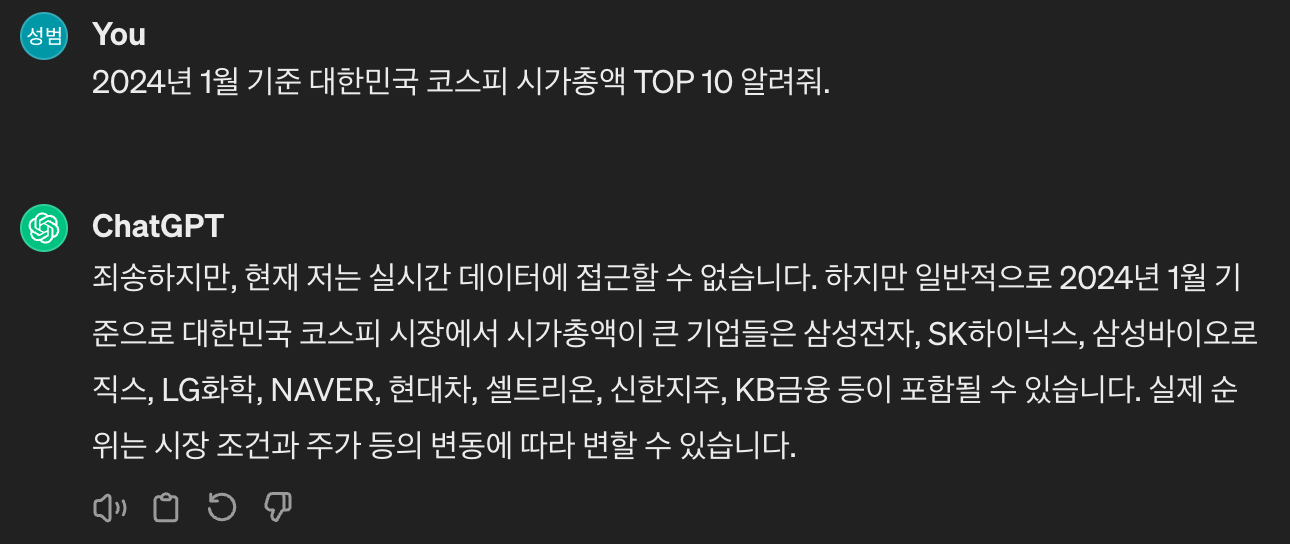 성범
You
2024년 1월 기준 대한민국 코스피 시가총액 TOP 10 알려줘.
ChatGPT
죄송하지만, 현재 저는 실시간 데이터에 접근할 수 없습니다. 하지만 일반적으로 2024년 1월 기
준으로 대한민국 코스피 시장에서 시가총액이 큰 기업들은 삼성전자, SK하이닉스, 삼성바이오로
직스, LG화학, NAVER, 현대차, 셀트리온, 신한지주, KB금융 등이 포함될 수 있습니다. 실제 순
위는 시장 조건과 주가 등의 변동에 따라 변할 수 있습니다.